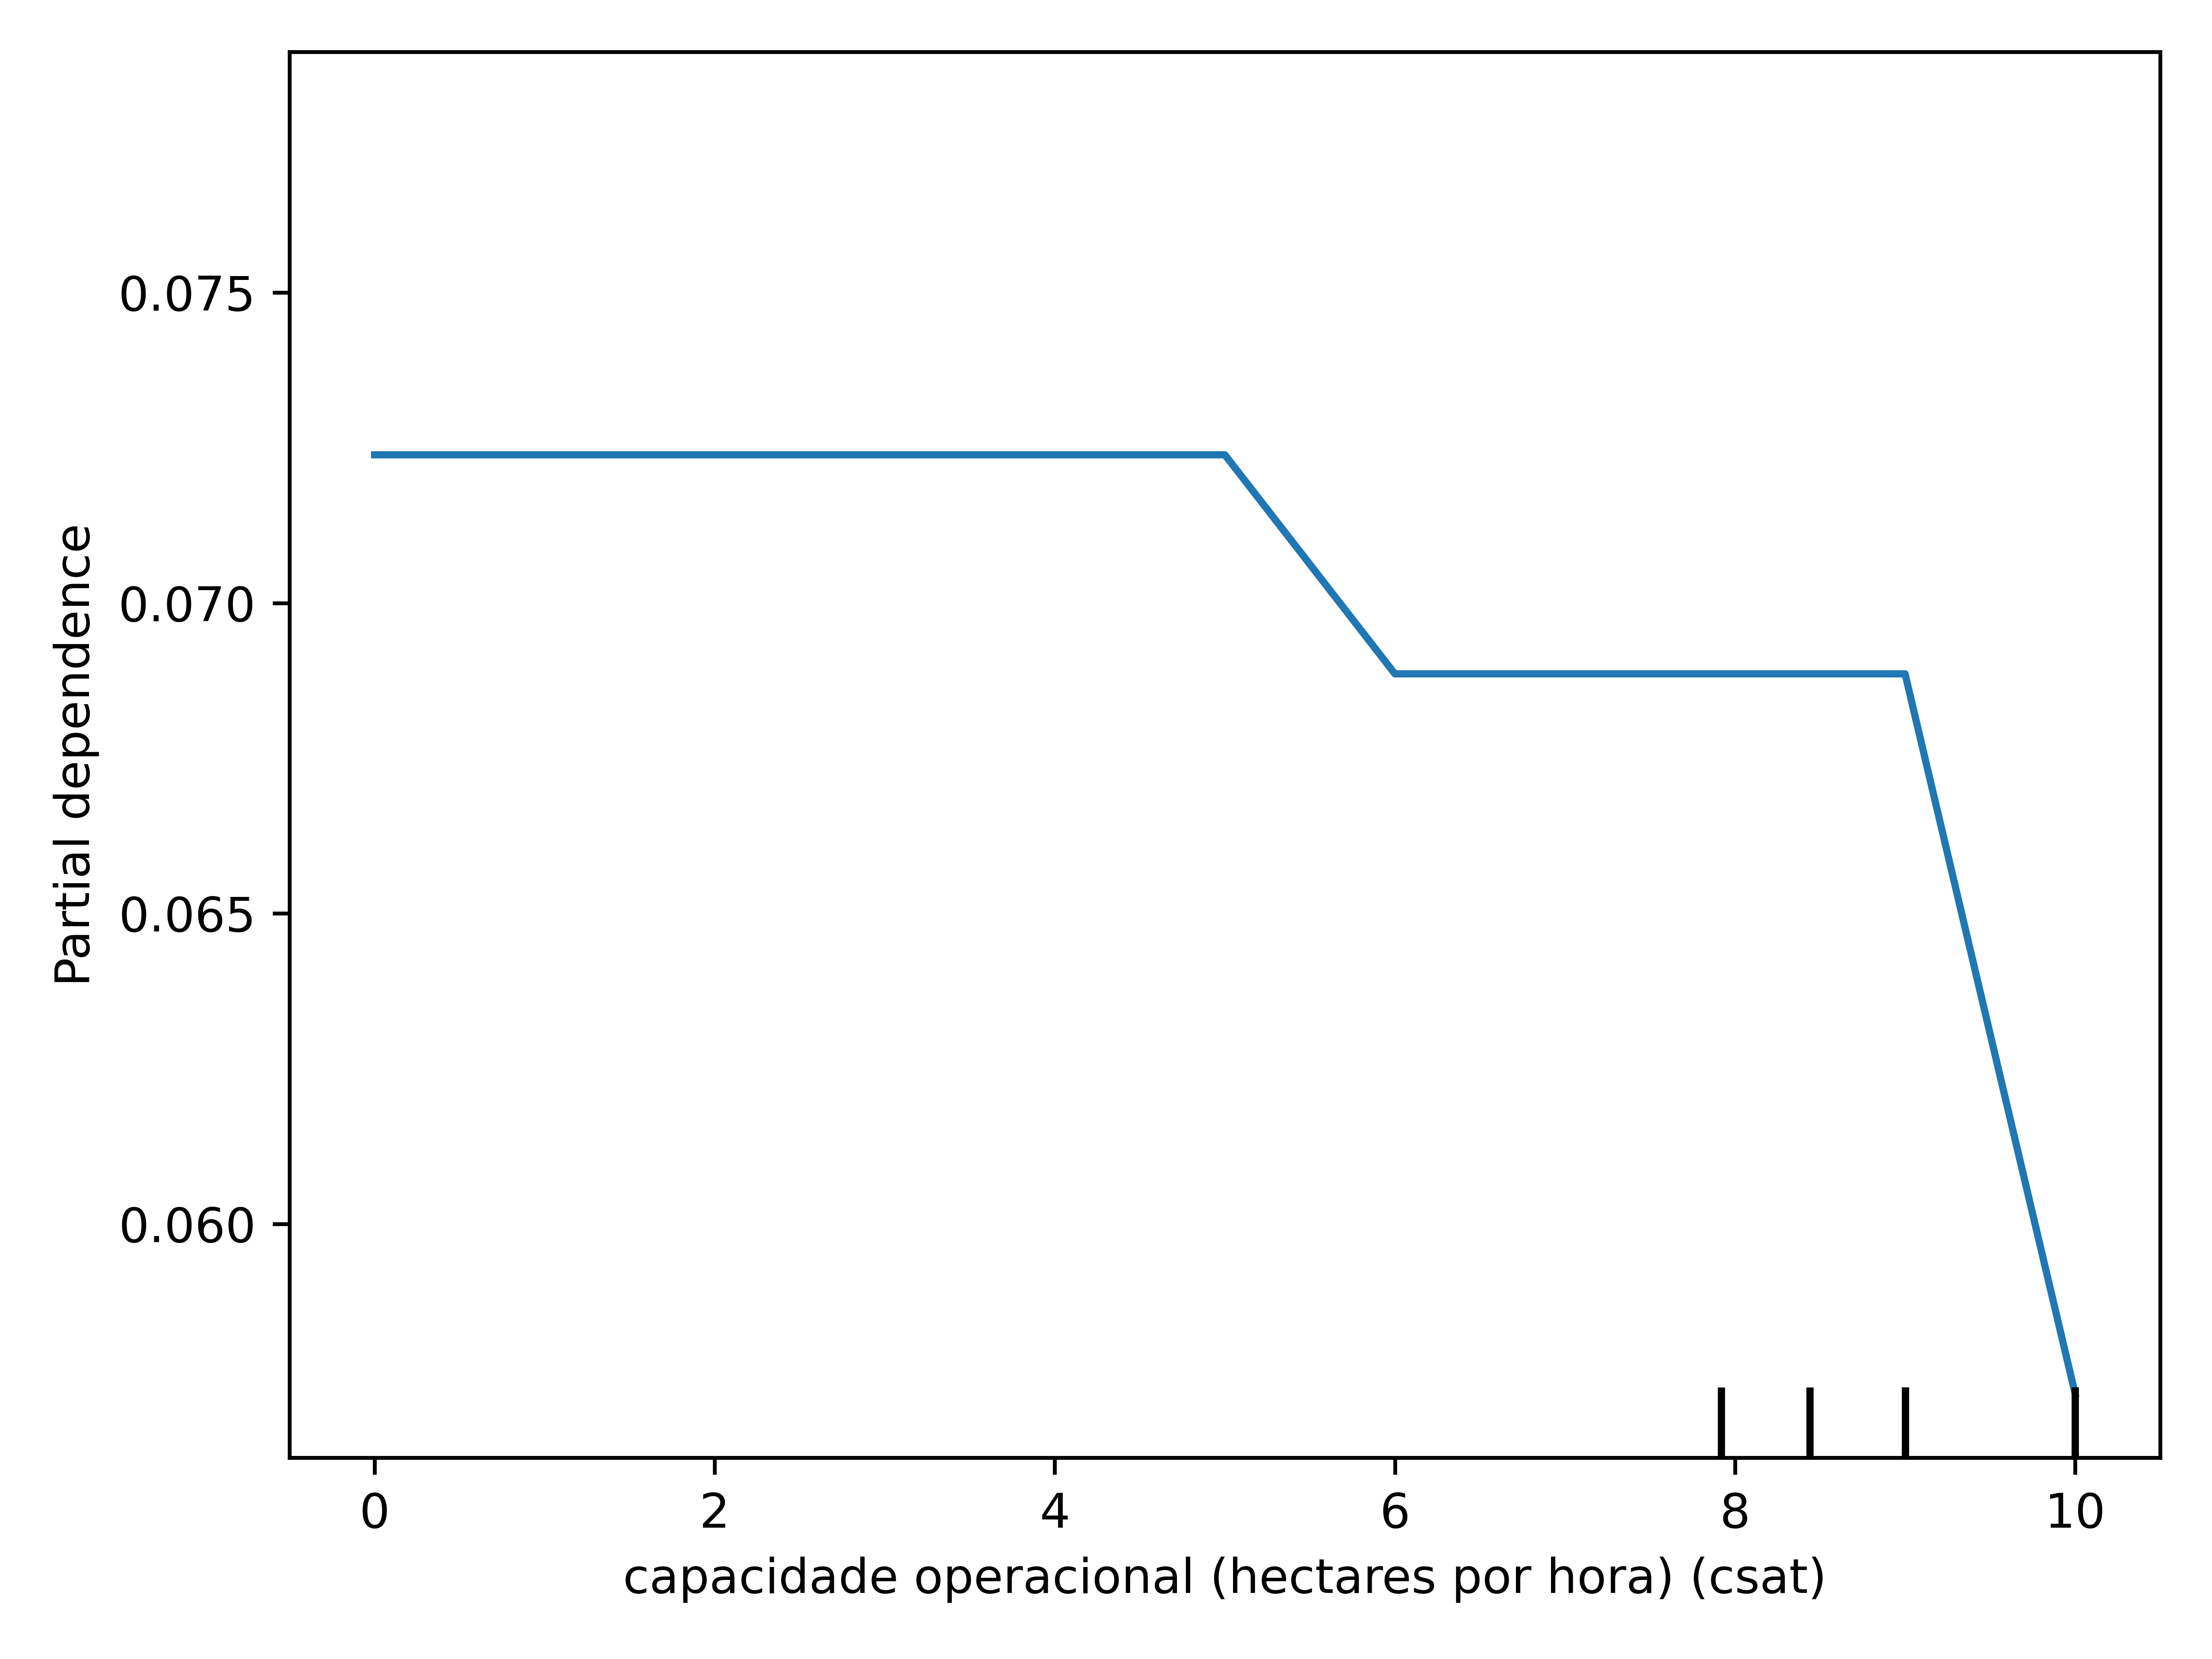 0.075
0.070
0.065
0.060
Partial dependence
0 2 4 6 8 10
capacidade operacional (hectares por hora) (csat)